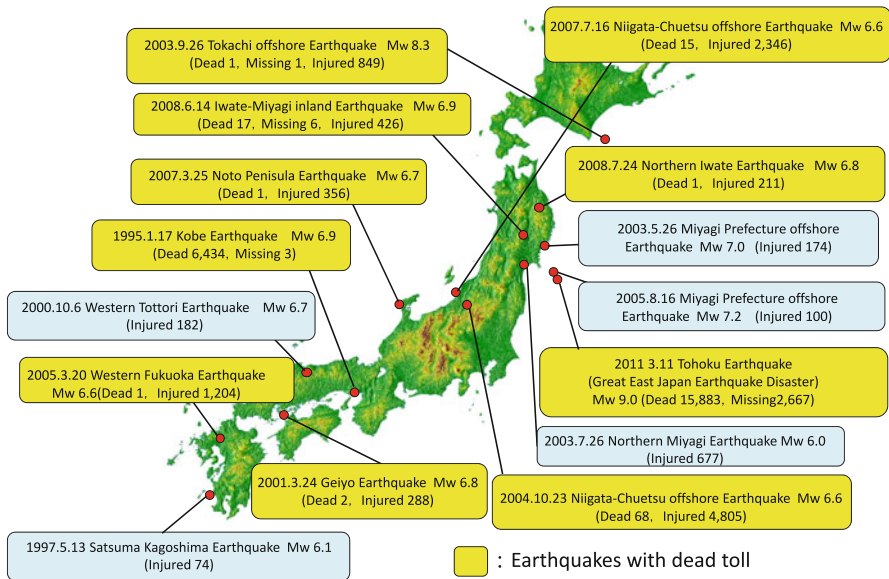 2007.7.16 Niigata-Chuetsu offshore Earthquake Mw 6.6
(Dead 15, Injured 2,346)
2003.9.26 Tokachi offshore Earthquake Mw 8.3
(Dead 1, Missing 1, Injured 849)
2008.6.14 Iwate-Miyagi inland Earthquake Mw 6.9
(Dead 17, Missing 6, Injured 426)
2008.7.24 Northern Iwate Earthquake Mw 6.8
(Dead 1, Injured 211)
2007.3.25 Noto Penisula Earthquake Mw 6.7
(Dead 1, Injured 356)
2003.5.26 Miyagi Prefecture offshore
Earthquake Mw 7.0 (Injured 174)
1995.1.17 Kobe Earthquake Mw 6.9
(Dead 6,434, Missing 3)
2005.8.16 Miyagi Prefecture offshore
Earthquake Mw 7.2 (Injured 100)
2000.10.6 Western Tottori Earthquake Mw 6.7
(Injured 182)
2011 3.11 Tohoku Earthquake
(Great East Japan Earthquake Disaster)
Mw 9.0 (Dead 15,883, Missing2,667)
2005.3.20 Western Fukuoka Earthquake
Mw 6.6(Dead 1, Injured 1,204)
2003.7.26 Northern Miyagi Earthquake Mw 6.0
(Injured 677)
2001.3.24 Geiyo Earthquake Mw 6.8
(Dead 2, Injured 288)
2004.10.23 Niigata-Chuetsu offshore Earthquake Mw 6.6
(Dead 68, Injured 4,805)
1997.5.13 Satsuma Kagoshima Earthquake Mw 6.1
(Injured 74)
: Earthquakes with dead toll